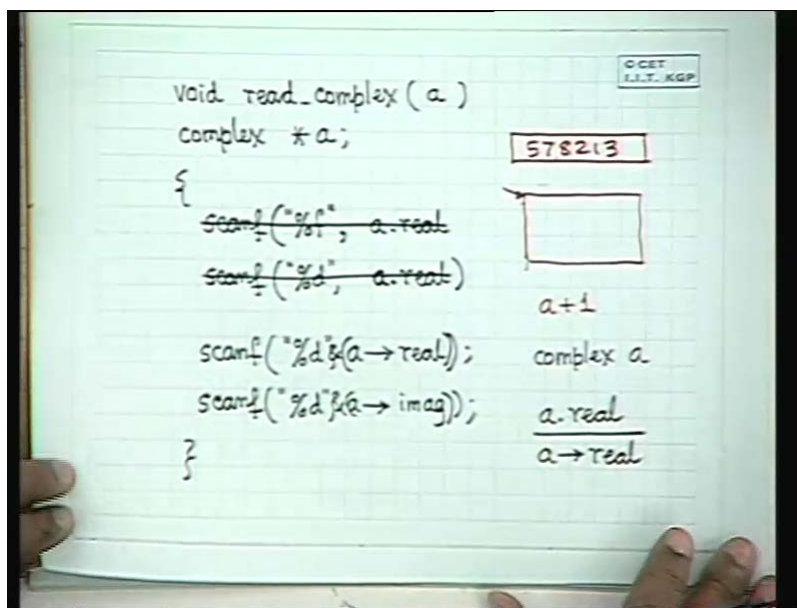 © CET
I.I.T. KGP
void read_complex ( a )
complex * a;
578213
{
scanf("%f", a.real
scanf("%d", a.real)
a+1
scanf("%d"&(a→real));
complex a
scanf("%d"&(a→imag));
a.real
a→real
}